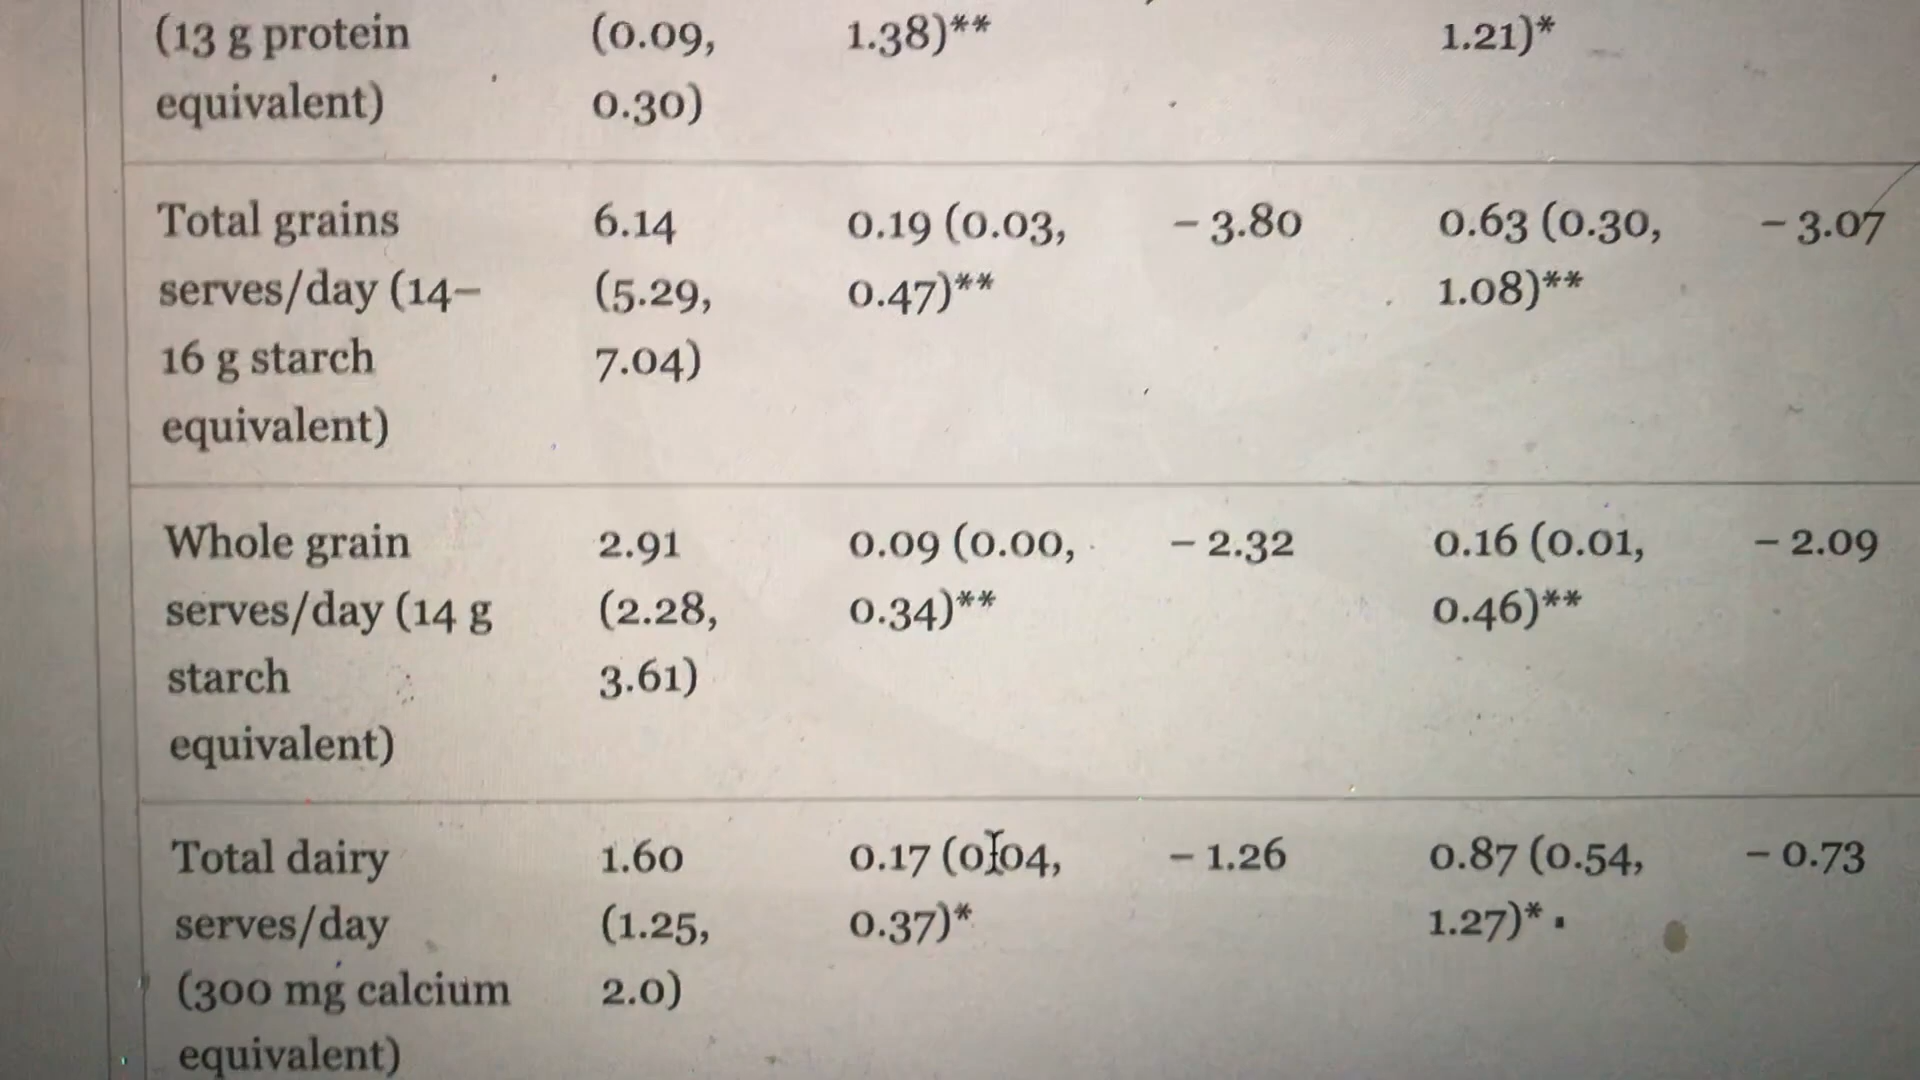 (13 g protein (0.09, 1.38)** 1.21)*
equivalent) 0.30)
Total grains 6.14 0.19 (0.03, – 3.80 0.63 (0.30, – 3.07
serves/day (14– (5.29, 0.47)** 1.08)**
16 g starch 7.04)
equivalent)
Whole grain 2.91 0.09 (0.00, – 2.32 0.16 (0.01, – 2.09
serves/day (14 g (2.28, 0.34)** 0.46)**
starch 3.61)
equivalent)
Total dairy 1.60 0.17 (0.04, – 1.26 0.87 (0.54, – 0.73
serves/day (1.25, 0.37)* 1.27)*
(300 mg calcium 2.0)
equivalent)